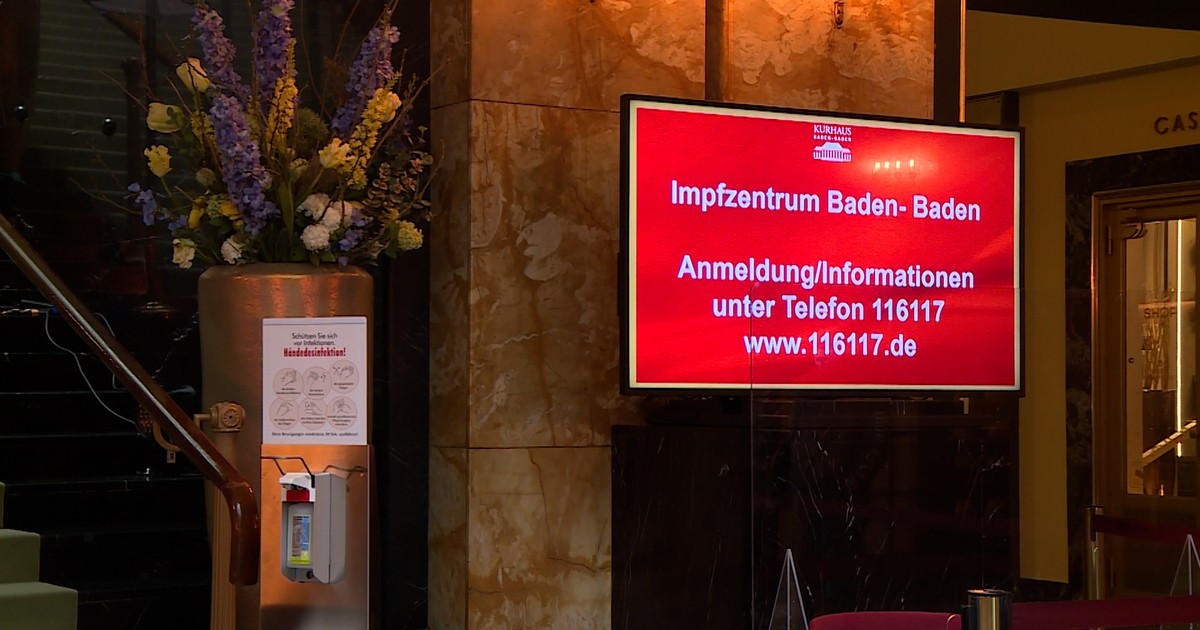 KURHAUS
BADEN-BADEN
Impfzentrum Baden- Baden
Anmeldung/Informationen
unter Telefon 116117
www.116117.de
CAS
SHOP
Schützen Sie sich
vor Infektionen.
Händedesinfektion!